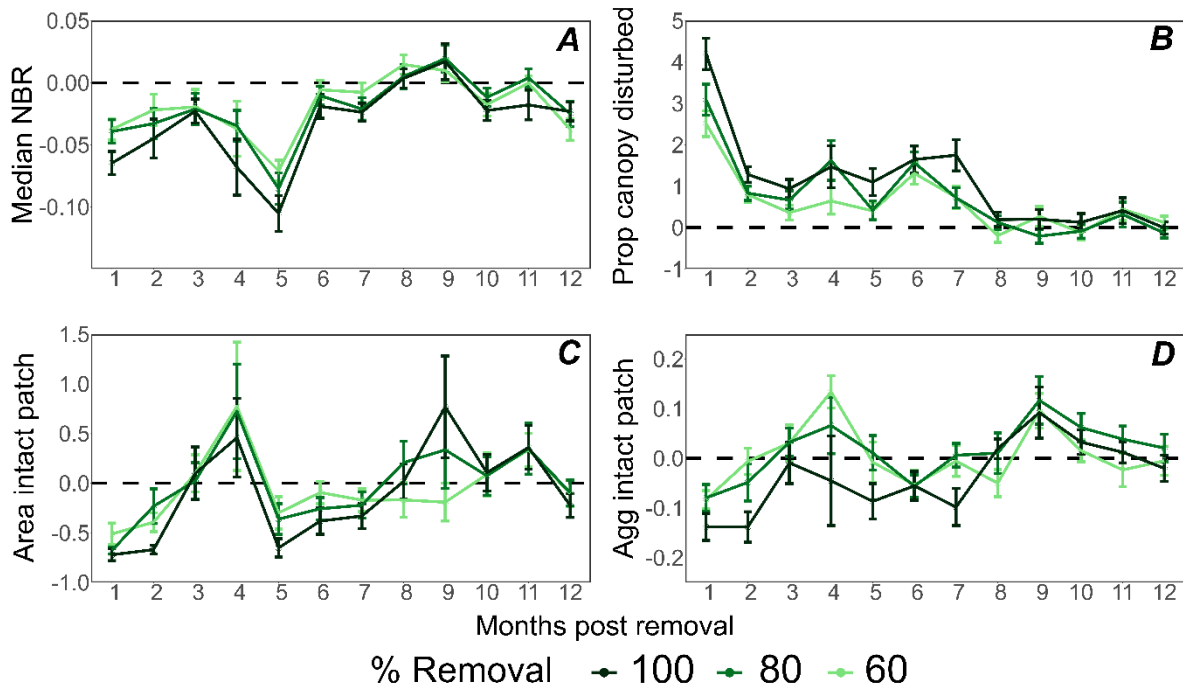 A
Median NBR
0.05
0.00
-0.05
-0.10
1 2 3 4 5 6 7 8 9 10 11 12
B
Prop canopy disturbed
5
4
3
2
1
0
-1
1 2 3 4 5 6 7 8 9 10 11 12
C
Area intact patch
1.5
1.0
0.5
0.0
-0.5
-1.0
1 2 3 4 5 6 7 8 9 10 11 12
D
Agg intact patch
0.2
0.1
0.0
-0.1
-0.2
1 2 3 4 5 6 7 8 9 10 11 12
Months post removal
% Removal 100 80 60